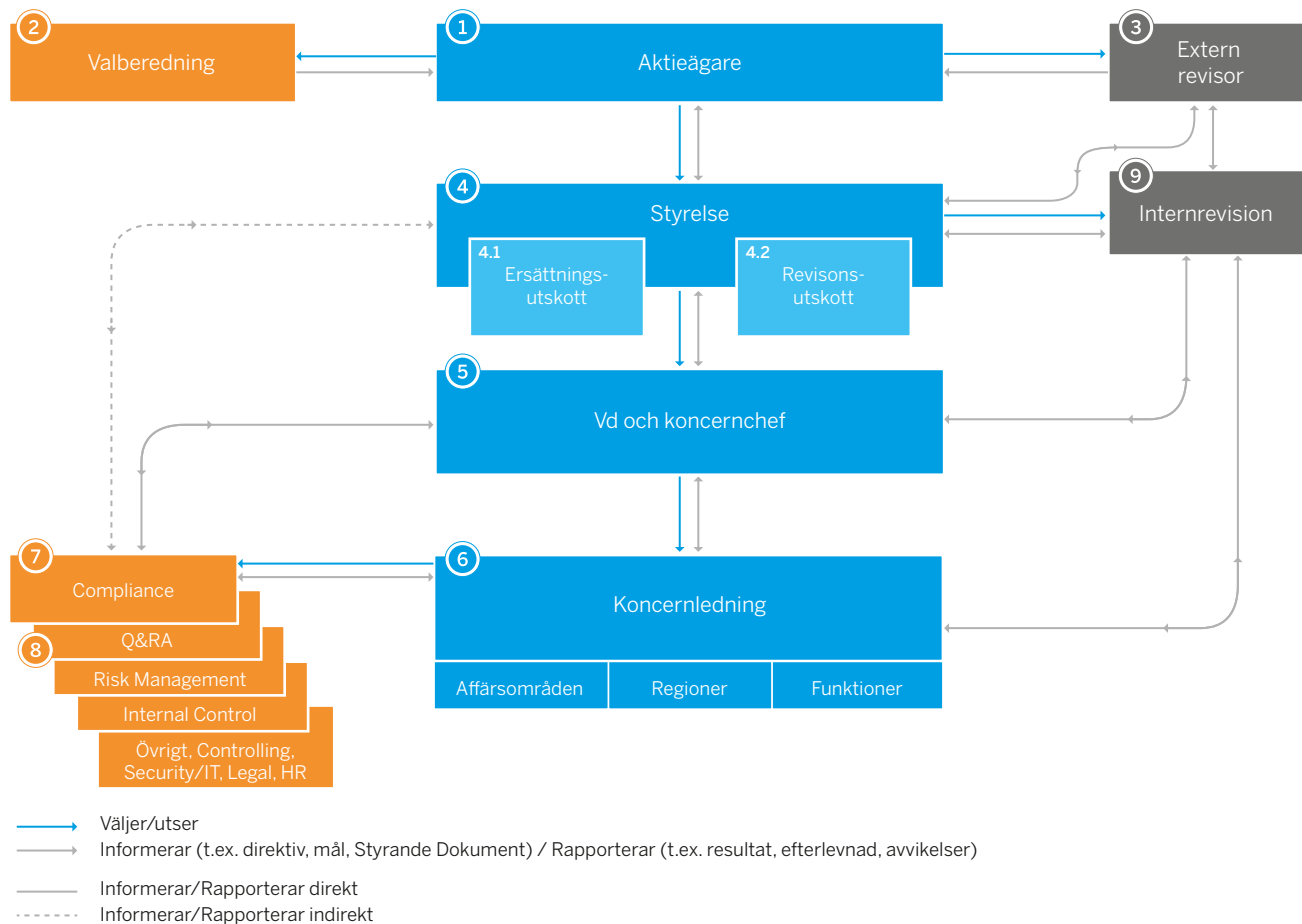 2
Valberedning
1
Aktieägare
3
Extern
revisor
4
Styrelse
4.1
Ersättnings-
utskott
4.2
Revisons-
utskott
9
Internrevision
5
Vd och koncernchef
7
Compliance
8
Q&RA
Risk Management
Internal Control
Övrigt, Controlling,
Security/IT, Legal, HR
6
Koncernledning
Affärsområden
Regioner
Funktioner
Väljer/utser
Informerar (t.ex. direktiv, mål, Styrande Dokument) / Rapporterar (t.ex. resultat, efterlevnad, avvikelser)
Informerar/Rapporterar direkt
Informerar/Rapporterar indirekt